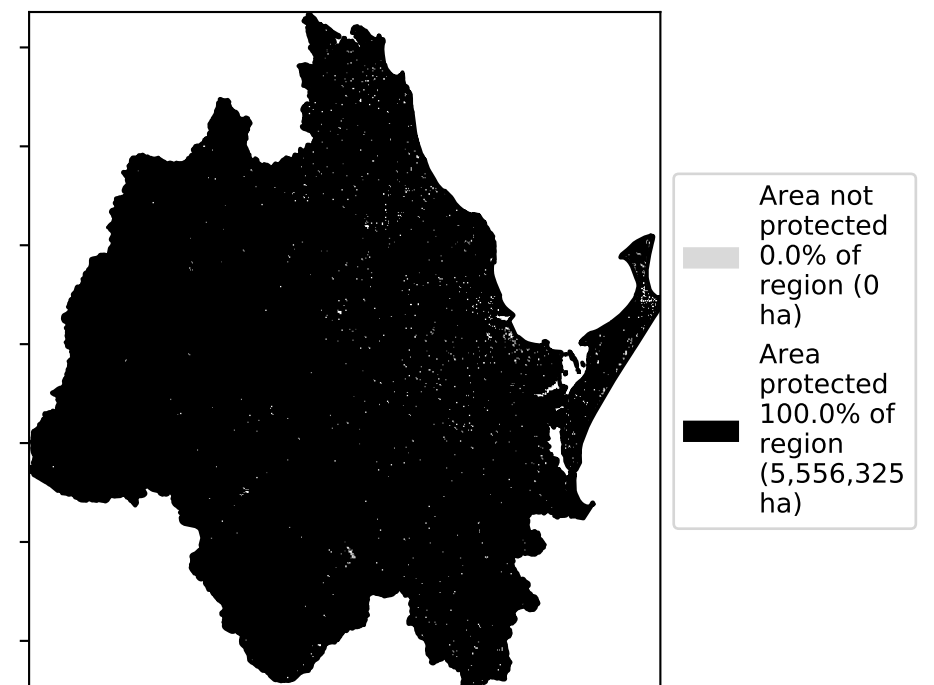 Area not
protected
0.0% of
region (0
ha)
Area
protected
100.0% of
region
(5,556,325
ha)